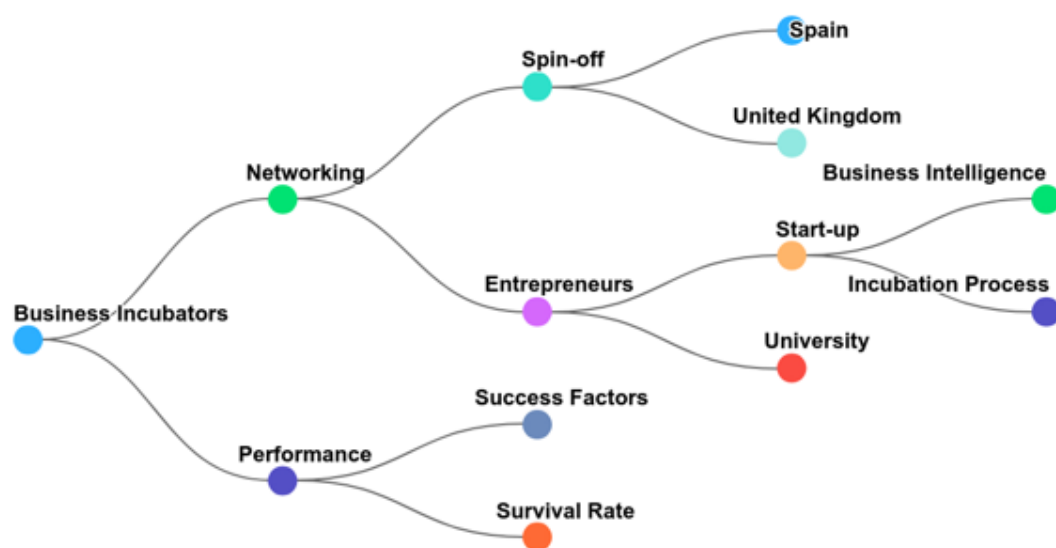 Spain
Spin-off
United Kingdom
Networking
Business Intelligence
Start-up
Entrepreneurs
Incubation Process
Business Incubators
University
Success Factors
Performance
Survival Rate